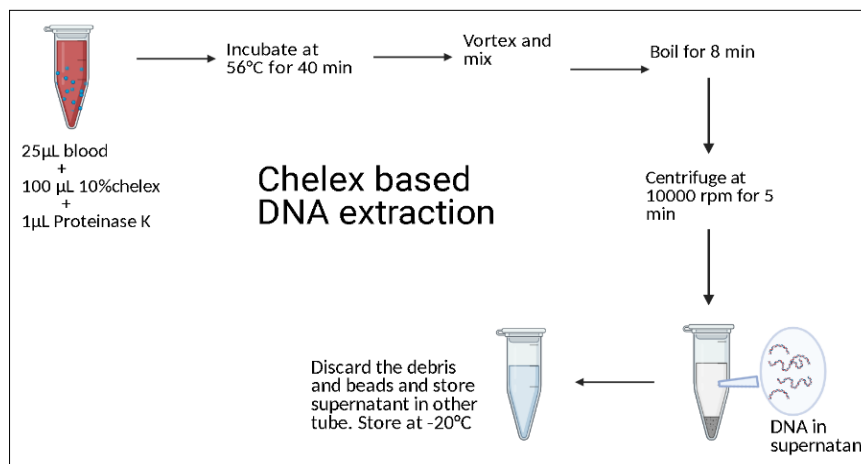 25µL blood
+
100 µL 10%chelex
+
1µL Proteinase K
Incubate at
56°C for 40 min
Vortex and
mix
Boil for 8 min
Centrifuge at
10000 rpm for 5
min
DNA in
supernatan
Discard the debris
and beads and store
supernatant in other
tube. Store at -20°C
Chelex based
DNA extraction